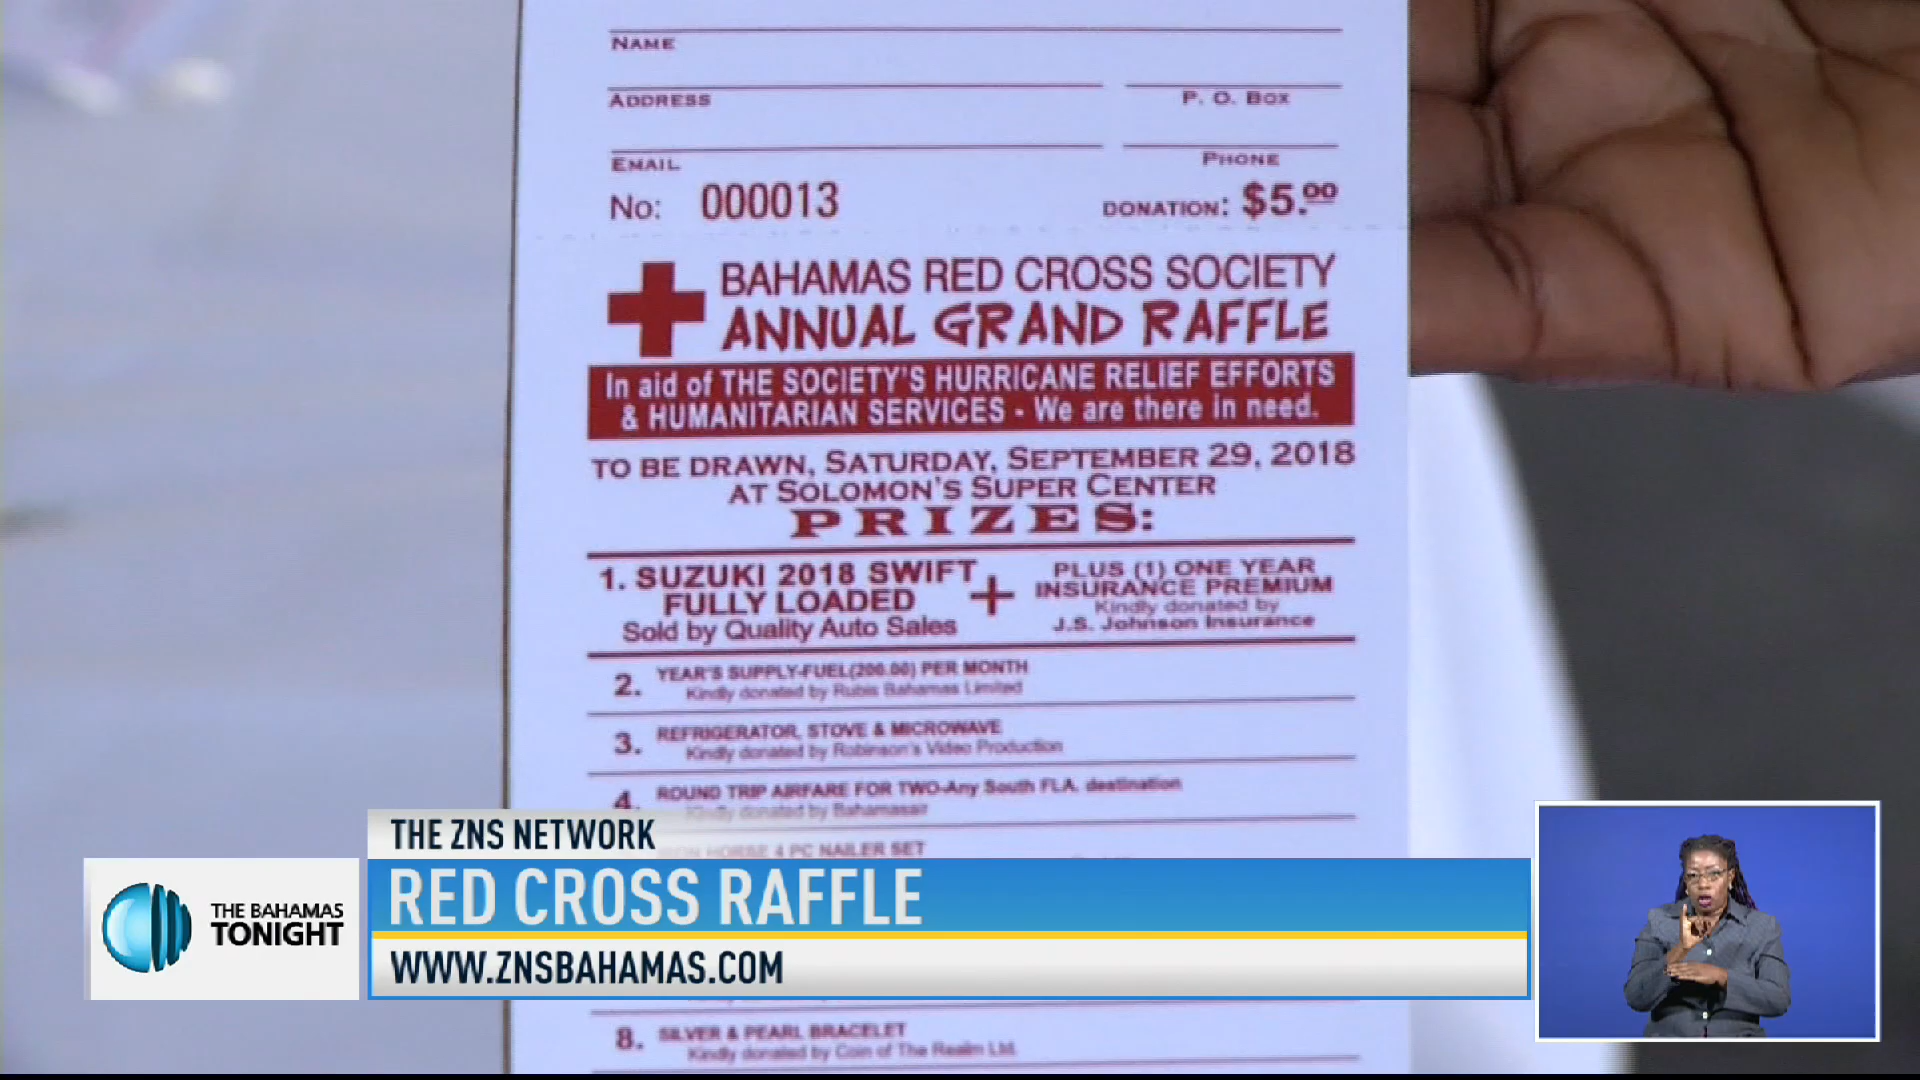 NAME
ADDRESS P. O. BOX
EMAIL PHONE
No: 000013 DONATION: $5.00
BAHAMAS RED CROSS SOCIETY
ANNUAL GRAND RAFFLE
In aid of THE SOCIETY'S HURRICANE RELIEF EFFORTS
& HUMANITARIAN SERVICES - We are there in need.
TO BE DRAWN, SATURDAY, SEPTEMBER 29, 2018
AT SOLOMON'S SUPER CENTER
PRIZES:
1. SUZUKI 2018 SWIFT
FULLY LOADED
Sold by Quality Auto Sales
+
PLUS (1) ONE YEAR
INSURANCE PREMIUM
Kindly donated by
J.S. Johnson Insurance
2. YEAR'S SUPPLY-FUEL(200.00) PER MONTH
Kindly donated by Rubis Bahamas Limited
3. REFRIGERATOR, STOVE & MICROWAVE
Kindly donated by Robinson's Video Production
4. ROUND TRIP AIRFARE FOR TWO-Any South FLA. destination
Kindly donated by Bahamasair
IRON HORSE 4 PC NAILER SET
8. SILVER & PEARL BRACELET
Kindly donated by Coin of The Realm Ltd.
THE ZNS NETWORK
RED CROSS RAFFLE
WWW.ZNSBAHAMAS.COM
THE BAHAMAS
TONIGHT